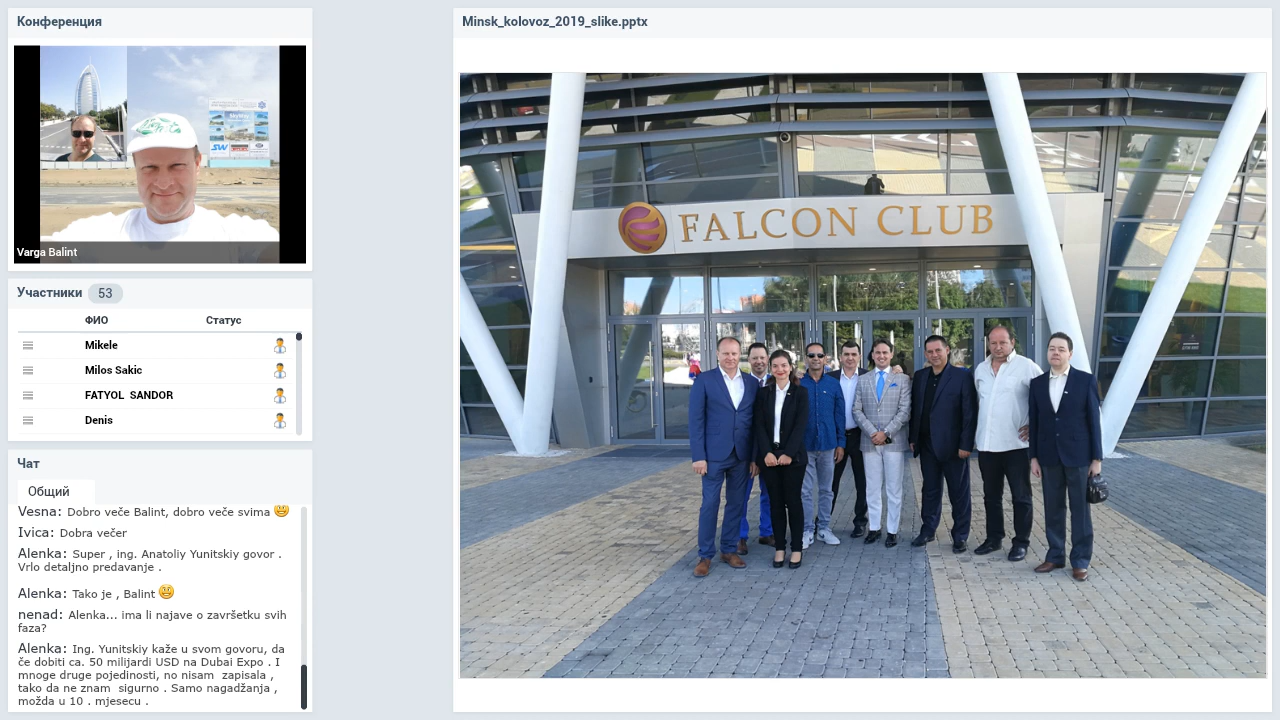 Конференция
SkyWay
SW
Varga Balint
Участники 53
ФИО Статус
Mikele
Milos Sakic
FATYOL SANDOR
Denis
Чат
Общий
Vesna: Dobro veče Balint, dobro veče svima
Ivica: Dobra večer
Alenka: Super , ing. Anatoliy Yunitskiy govor .
Vrlo detaljno predavanje .
Alenka: Tako je , Balint
nenad: Alenka... ima li najave o završetku svih
faza?
Alenka: Ing. Yunitskiy kaže u svom govoru, da
če dobiti ca. 50 milijardi USD na Dubai Expo . I
mnoge druge pojedinosti, no nisam zapisala ,
tako da ne znam sigurno . Samo nagadžanja ,
možda u 10 . mjesecu .
Minsk_kolovoz_2019_slike.pptx
FALCON CLUB